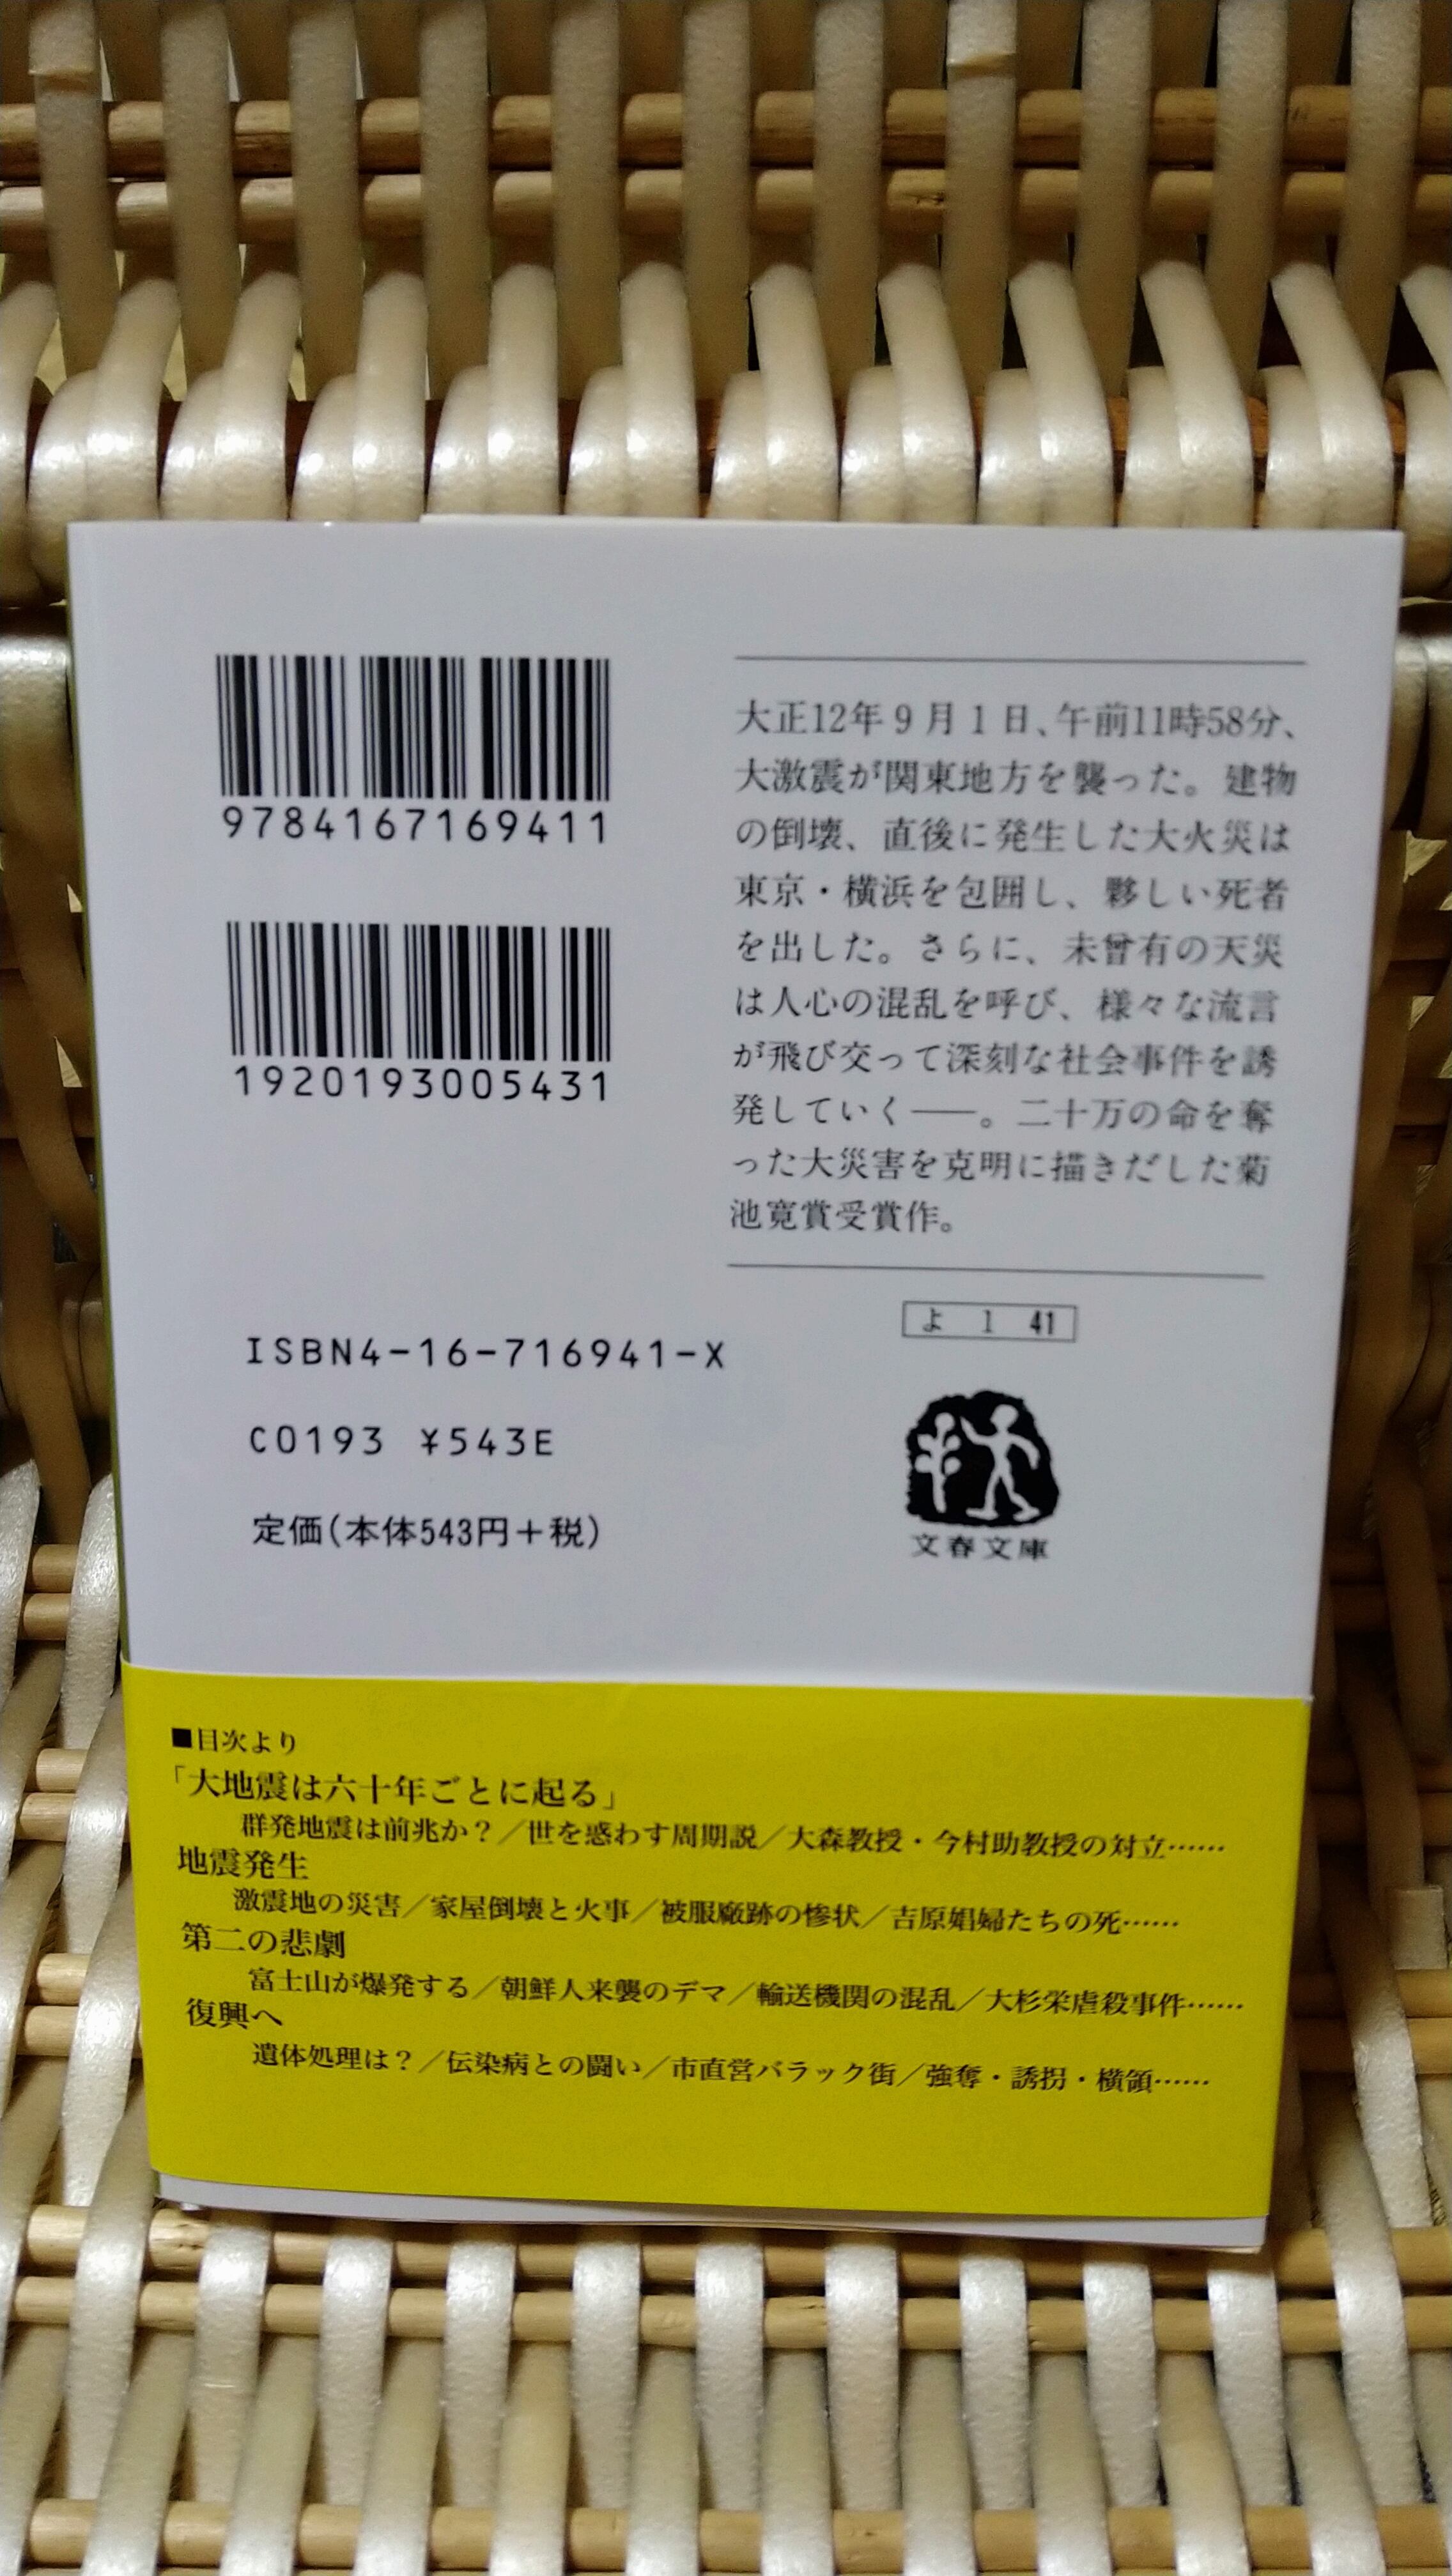 9784167169411
1920193005431
ISBN4-16-716941-X
C0193 ¥543E
定価(本体543円+税)
大正12年9月1日、午前11時58分、
大激震が関東地方を襲った。建物
の倒壊、直後に発生した大火災は
東京・横浜を包囲し、夥しい死者
を出した。さらに、未曾有の天災
は人心の混乱を呼び、様々な流言
が飛び交って深刻な社会事件を誘
発していく──。二十万の命を奪
った大災害を克明に描きだした菊
池寛賞受賞作。
よ 1 41
文春文庫
■目次より
「大地震は六十年ごとに起る」
群発地震は前兆か?/世を惑わす周期説/大森教授・今村助教授の対立……
地震発生
激震地の災害/家屋倒壊と火事/被服廠跡の惨状/吉原娼婦たちの死……
第二の悲劇
富士山が爆発する/朝鮮人来襲のデマ/輸送機関の混乱/大杉栄虐殺事件……
復興へ
遺体処理は?/伝染病との闘い/市直営バラック街/強奪・誘拐・横領……